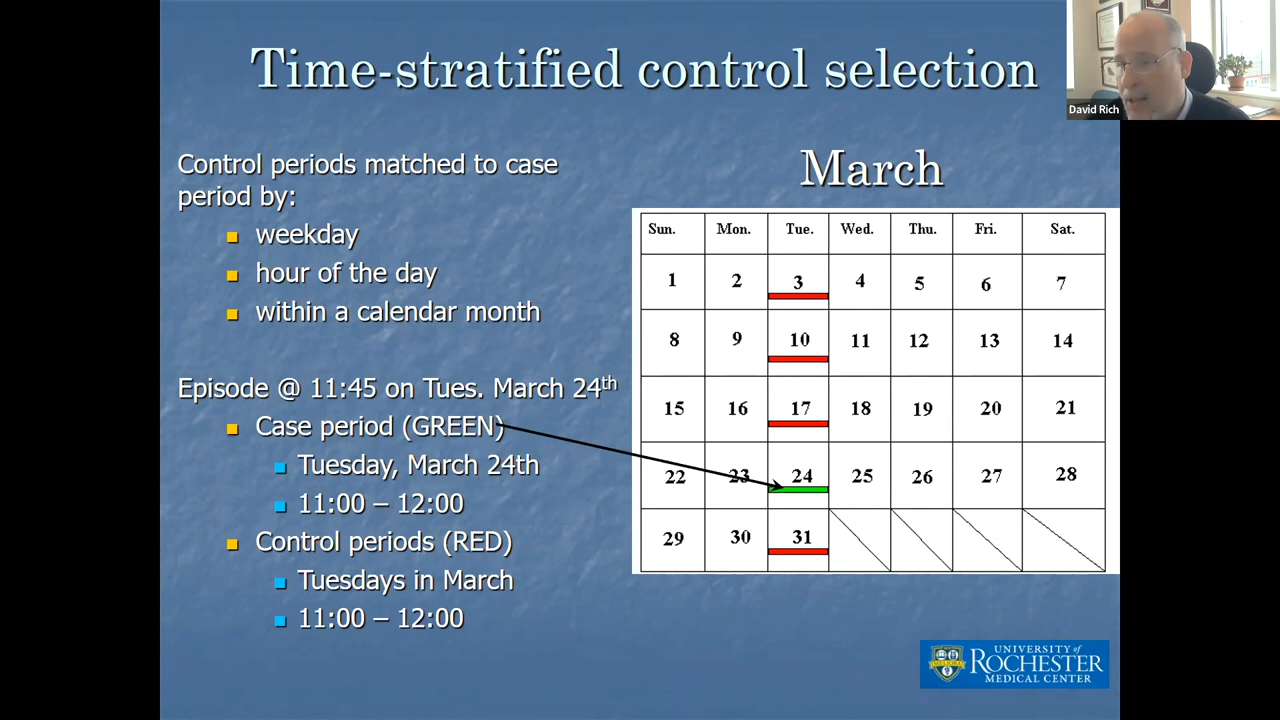 Time-stratified control selection
David Rich
Control periods matched to case
period by:
weekday
hour of the day
within a calendar month
Episode @ 11:45 on Tues. March 24th
Case period (GREEN)
Tuesday, March 24th
11:00 – 12:00
Control periods (RED)
Tuesdays in March
11:00 – 12:00
March
Sun. Mon. Tue. Wed. Thu. Fri. Sat.
1 2 3 4 5 6 7
8 9 10 11 12 13 14
15 16 17 18 19 20 21
22 23 24 25 26 27 28
29 30 31
UNIVERSITY of
ROCHESTER
MEDICAL CENTER